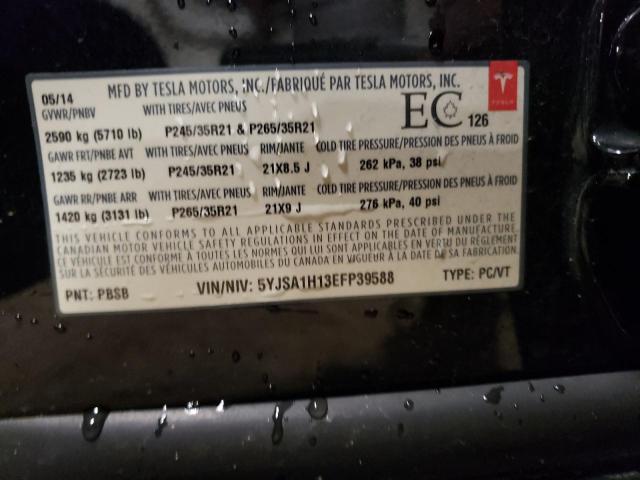 05/14 MFD BY TESLA MOTORS, INC./FABRIQUÉ PAR TESLA MOTORS, INC.
TESLA
GVWR/PNBV WITH TIRES/AVEC PNEUS
EC 126
2590 kg (5710 lb) P245/35R21 & P265/35R21
GAWR FRT/PNBE AVT WITH TIRES/AVEC PNEUS RIM/JANTE COLD TIRE PRESSURE/PRESSION DES PNEUS À FROID
1235 kg (2723 lb) P245/35R21 21X8.5 J 262 kPa, 38 psi
GAWR RR/PNBE ARR WITH TIRES/AVEC PNEUS RIM/JANTE COLD TIRE PRESSURE/PRESSION DES PNEUS À FROID
1420 kg (3131 lb) P265/35R21 21X9 J 276 kPa, 40 psi
THIS VEHICLE CONFORMS TO ALL APPLICABLE STANDARDS PRESCRIBED UNDER THE
CANADIAN MOTOR VEHICLE SAFETY REGULATIONS IN EFFECT ON THE DATE OF MANUFACTURE
CE VÉHICULE EST CONFORME À TOUTES LES NORMES QUI LUI SONT APPLICABLES EN VERTU DU RÈGLEMENT
SUR LA SÉCURITÉ DES VÉHICULES AUTOMOBILES DU CANADA EN VIGUEUR À LA DATE DE SA FABRICATION.
PNT: PBSB VIN/NIV: 5YJSA1H13EFP39588 TYPE: PC/VT